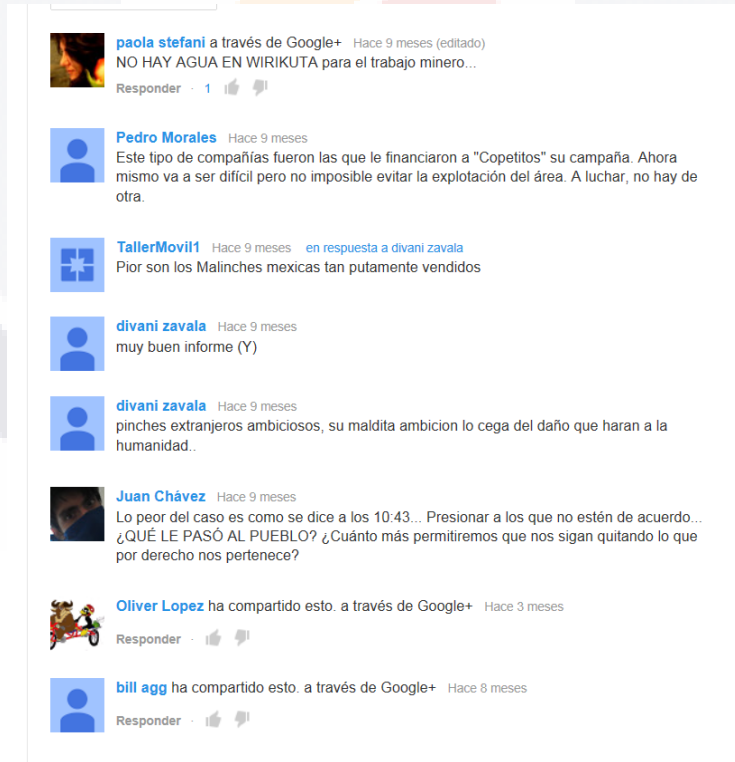 paola stefani a través de Google+ Hace 9 meses (editado)
NO HAY AGUA EN WIRIKUTA para el trabajo minero...
Responder · 1
Pedro Morales Hace 9 meses
Este tipo de compañías fueron las que le financiaron a "Copetitos" su campaña. Ahora
mismo va a ser difícil pero no imposible evitar la explotación del área. A luchar, no hay de
otra.
TallerMovil1 Hace 9 meses en respuesta a divani zavala
Pior son los Malinches mexicas tan putamente vendidos
divani zavala Hace 9 meses
muy buen informe (Y)
divani zavala Hace 9 meses
pinches extranjeros ambiciosos, su maldita ambicion lo cega del daño que haran a la
humanidad..
Juan Chávez Hace 9 meses
Lo peor del caso es como se dice a los 10:43... Presionar a los que no estén de acuerdo...
¿QUÉ LE PASÓ AL PUEBLO? ¿Cuánto más permitiremos que nos sigan quitando lo que
por derecho nos pertenece?
Oliver Lopez ha compartido esto. a través de Google+ Hace 3 meses
Responder ·
bill agg ha compartido esto. a través de Google+ Hace 8 meses
Responder ·